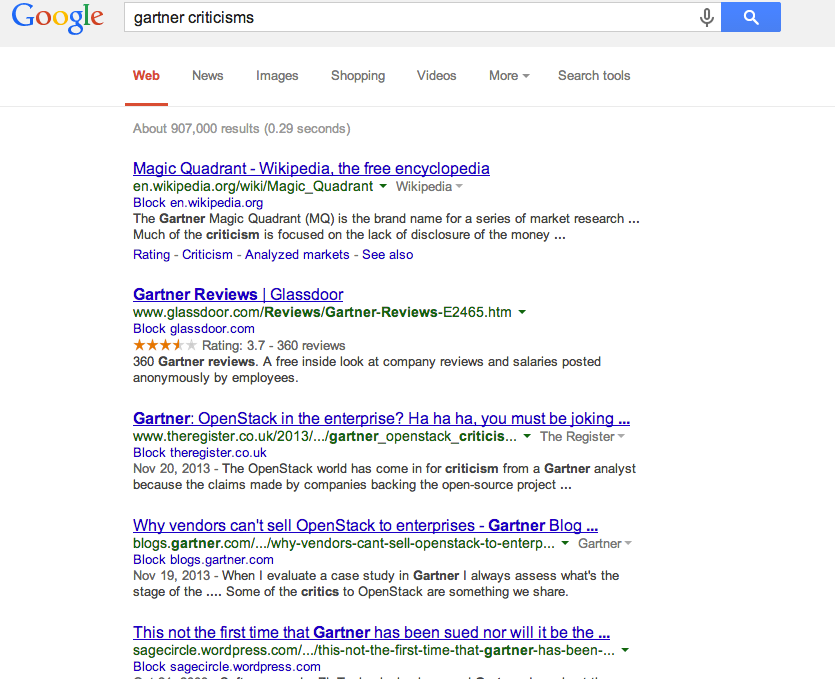 Google gartner criticisms
Web News Images Shopping Videos More Search tools
About 907,000 results (0.29 seconds)
Magic Quadrant - Wikipedia, the free encyclopedia
en.wikipedia.org/wiki/Magic_Quadrant Wikipedia
Block en.wikipedia.org
The Gartner Magic Quadrant (MQ) is the brand name for a series of market research ...
Much of the criticism is focused on the lack of disclosure of the money ...
Rating - Criticism - Analyzed markets - See also
Gartner Reviews | Glassdoor
www.glassdoor.com/Reviews/Gartner-Reviews-E2465.htm
Block glassdoor.com
Rating: 3.7 - 360 reviews
360 Gartner reviews. A free inside look at company reviews and salaries posted
anonymously by employees.
Gartner: OpenStack in the enterprise? Ha ha ha, you must be joking ...
www.theregister.co.uk/2013/.../gartner_openstack_criticis... The Register
Block theregister.co.uk
Nov 20, 2013 - The OpenStack world has come in for criticism from a Gartner analyst
because the claims made by companies backing the open-source project ...
Why vendors can't sell OpenStack to enterprises - Gartner Blog ...
blogs.gartner.com/.../why-vendors-cant-sell-openstack-to-enterp... Gartner
Block blogs.gartner.com
Nov 19, 2013 - When I evaluate a case study in Gartner I always assess what's the
stage of the .... Some of the critics to OpenStack are something we share.
This not the first time that Gartner has been sued nor will it be the ...
sagecircle.wordpress.com/.../this-not-the-first-time-that-gartner-has-been-...
Block sagecircle.wordpress.com